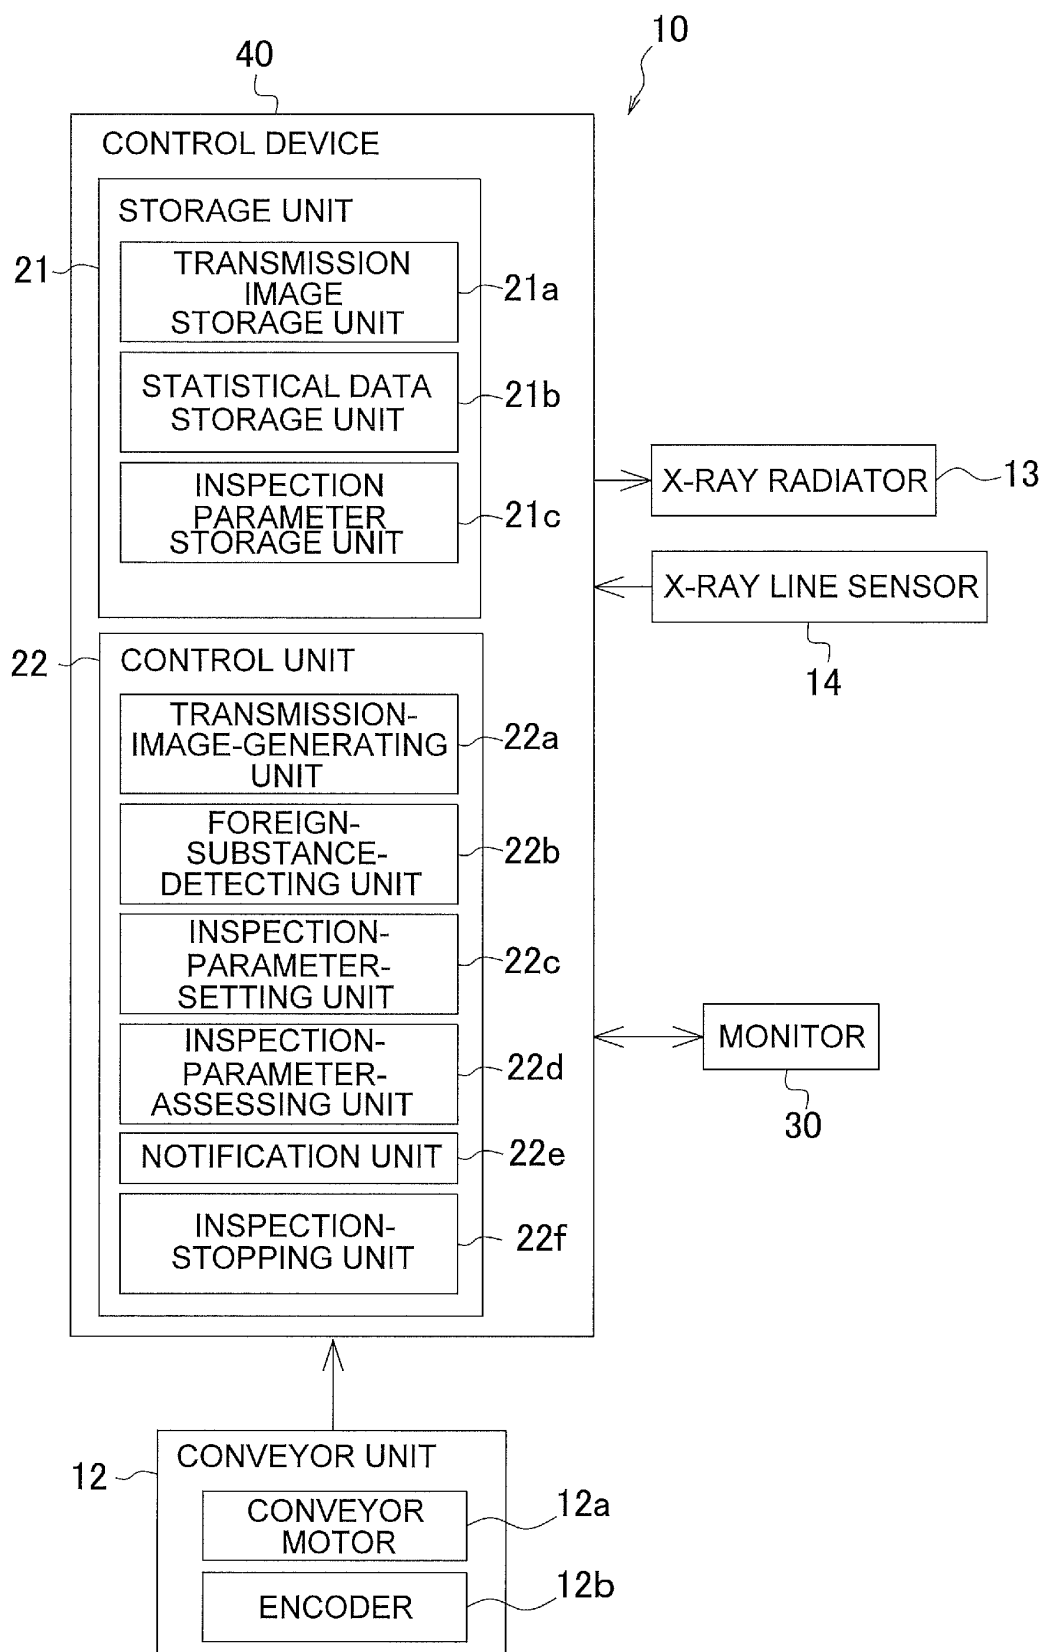 10
40
CONTROL DEVICE
STORAGE UNIT
21
TRANSMISSION
IMAGE
STORAGE UNIT
21a
STATISTICAL DATA
STORAGE UNIT
21b
INSPECTION
PARAMETER
STORAGE UNIT
21c
X-RAY RADIATOR
13
X-RAY LINE SENSOR
14
22
CONTROL UNIT
TRANSMISSION-
IMAGE-GENERATING
UNIT
22a
FOREIGN-
SUBSTANCE-
DETECTING UNIT
22b
INSPECTION-
PARAMETER-
SETTING UNIT
22c
INSPECTION-
PARAMETER-
ASSESSING UNIT
22d
MONITOR
30
NOTIFICATION UNIT
22e
INSPECTION-
STOPPING UNIT
22f
CONVEYOR UNIT
12
CONVEYOR
MOTOR
12a
ENCODER
12b